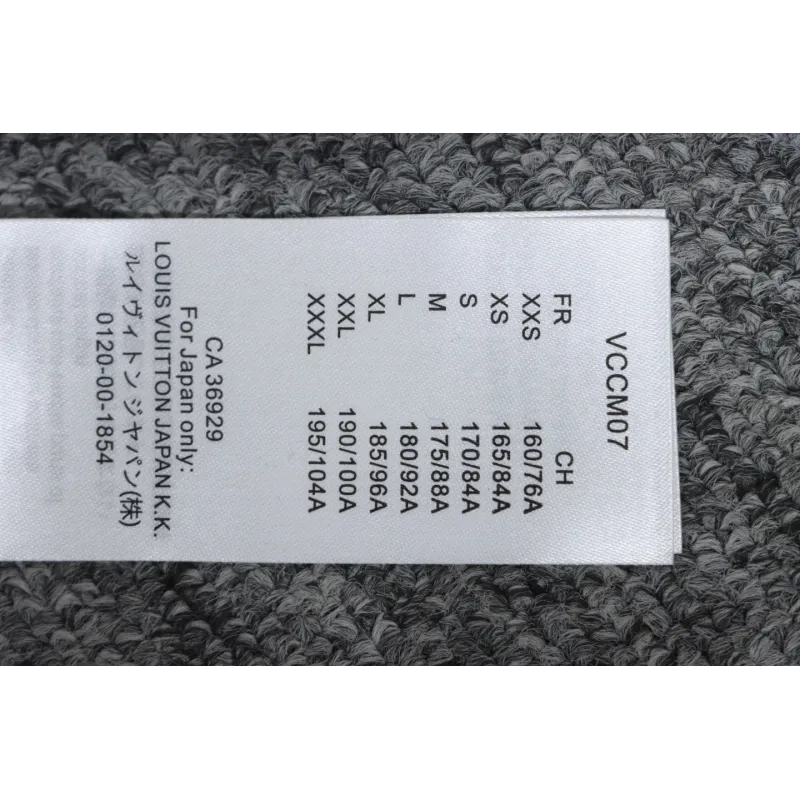 VCCM07
FR CH
XXS 160/76A
XS 165/84A
S 170/84A
M 175/88A
L 180/92A
XL 185/96A
XXL 190/100A
XXXL 195/104A
CA 36929
For Japan only:
LOUIS VUITTON JAPAN K.K.
ルイヴィトン ジャパン(株)
0120-00-1854